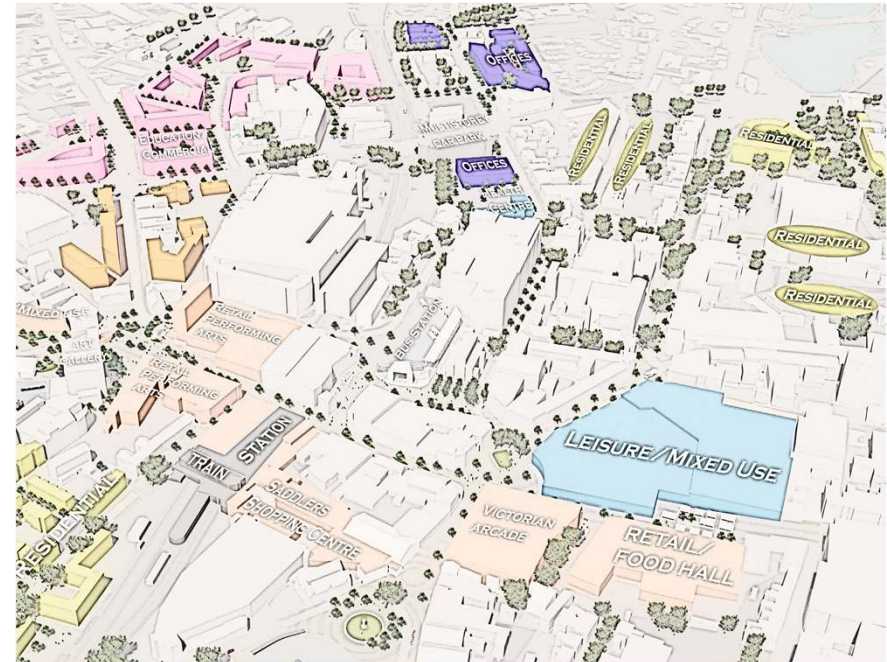 OFFICES
MULTISTOREY
CAR PARK
EDUCATION/
COMMERCIAL
RESIDENTIAL
RESIDENTIAL
RESIDENTIAL
OFFICES
HEALTH
CENTRE
RESIDENTIAL
RESIDENTIAL
MIXED USE
RETAIL
PERFORMING
ARTS
BUS STATION
ART
GALLERY
RETAIL
PERFORMING
ARTS
TRAIN
STATION
LEISURE/MIXED USE
RESIDENTIAL
SADDLERS
SHOPPING CENTRE
VICTORIAN
ARCADE
RETAIL/
FOOD HALL